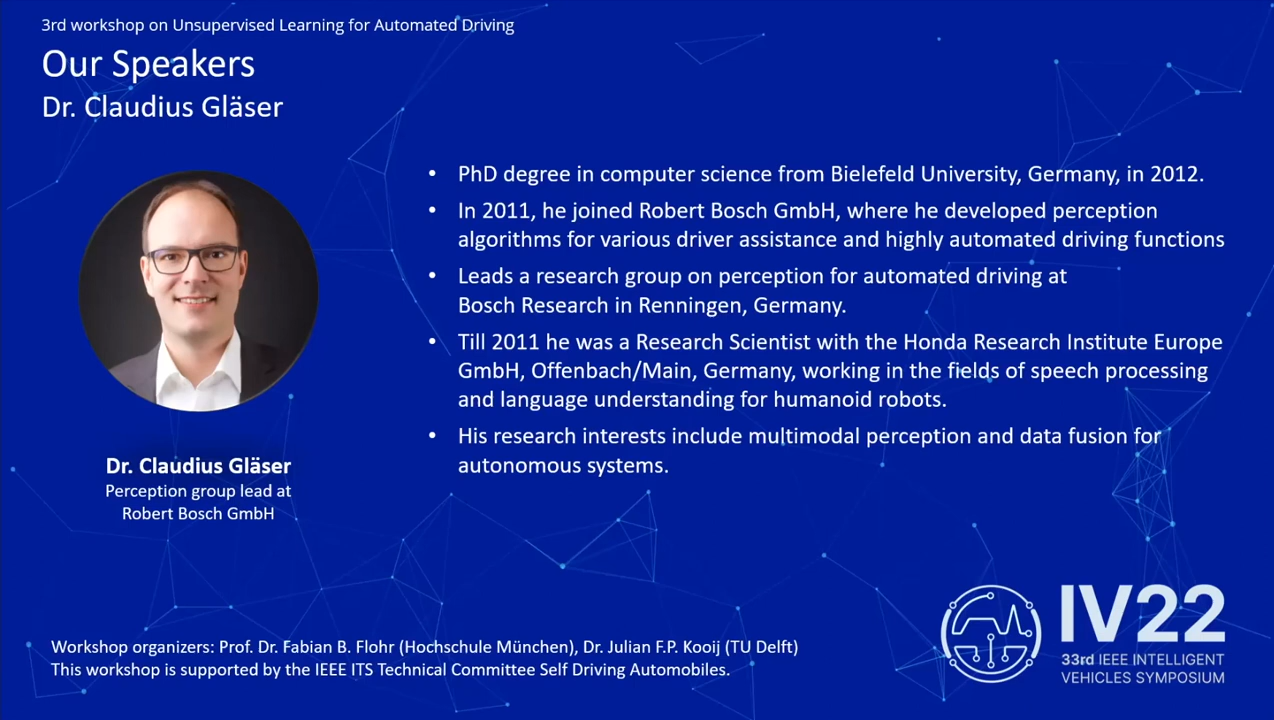 3rd workshop on Unsupervised Learning for Automated Driving
Our Speakers
Dr. Claudius Gläser
• PhD degree in computer science from Bielefeld University, Germany, in 2012.
• In 2011, he joined Robert Bosch GmbH, where he developed perception
algorithms for various driver assistance and highly automated driving functions
• Leads a research group on perception for automated driving at
Bosch Research in Renningen, Germany.
• Till 2011 he was a Research Scientist with the Honda Research Institute Europe
GmbH, Offenbach/Main, Germany, working in the fields of speech processing
and language understanding for humanoid robots.
• His research interests include multimodal perception and data fusion for
autonomous systems.
Dr. Claudius Gläser
Perception group lead at
Robert Bosch GmbH
Workshop organizers: Prof. Dr. Fabian B. Flohr (Hochschule München), Dr. Julian F.P. Kooij (TU Delft)
This workshop is supported by the IEEE ITS Technical Committee Self Driving Automobiles.
IV22
33rd IEEE INTELLIGENT
VEHICLES SYMPOSIUM